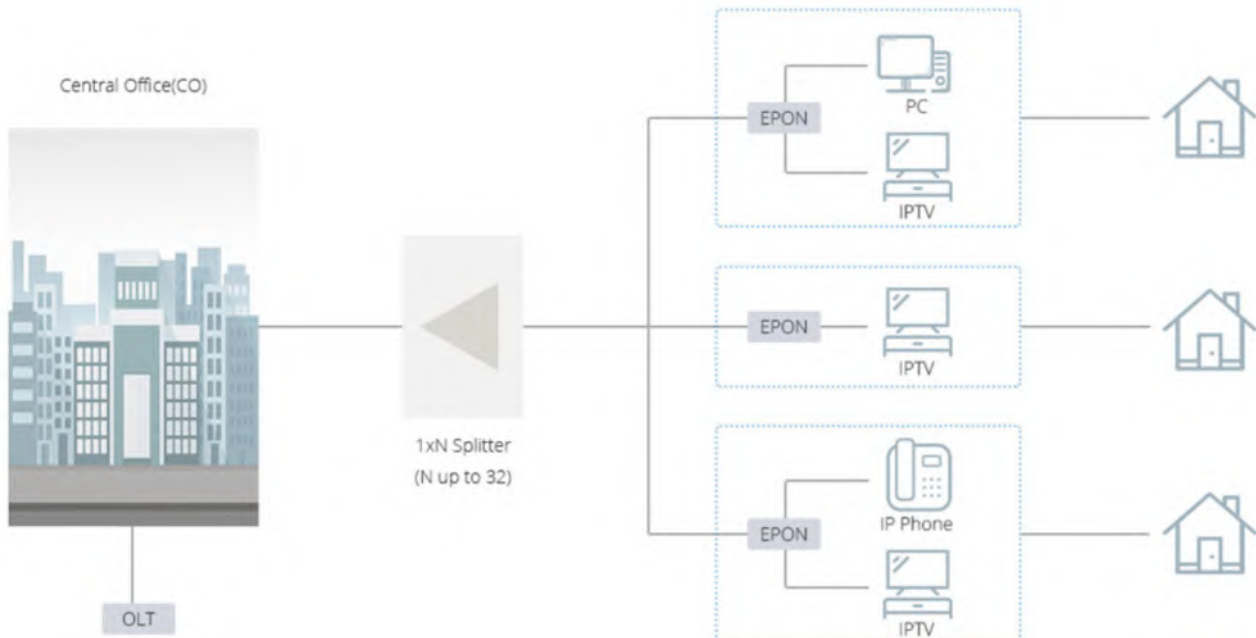 Central Office(CO)
OLT
1xN Splitter
(N up to 32)
EPON
PC
IPTV
EPON
IPTV
EPON
IP Phone
IPTV